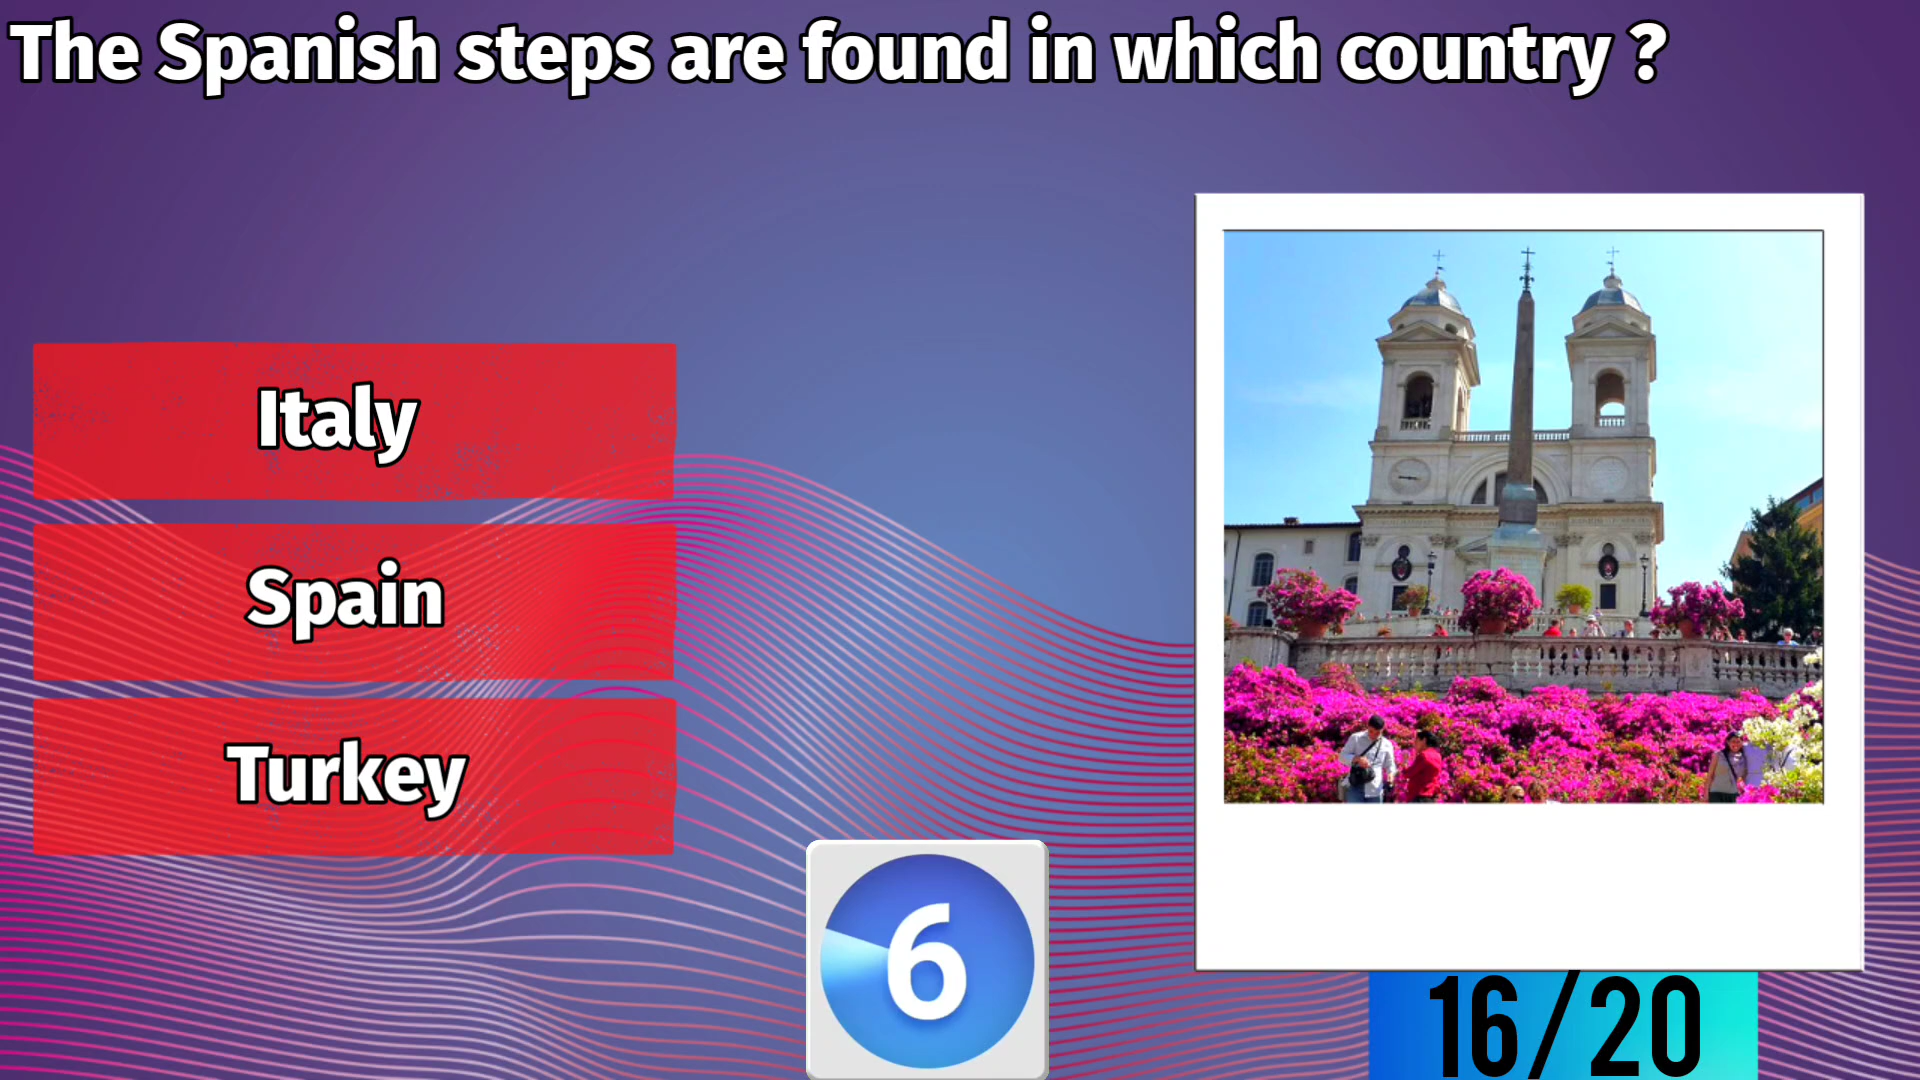 The Spanish steps are found in which country ?
Italy
Spain
Turkey
6
16/20